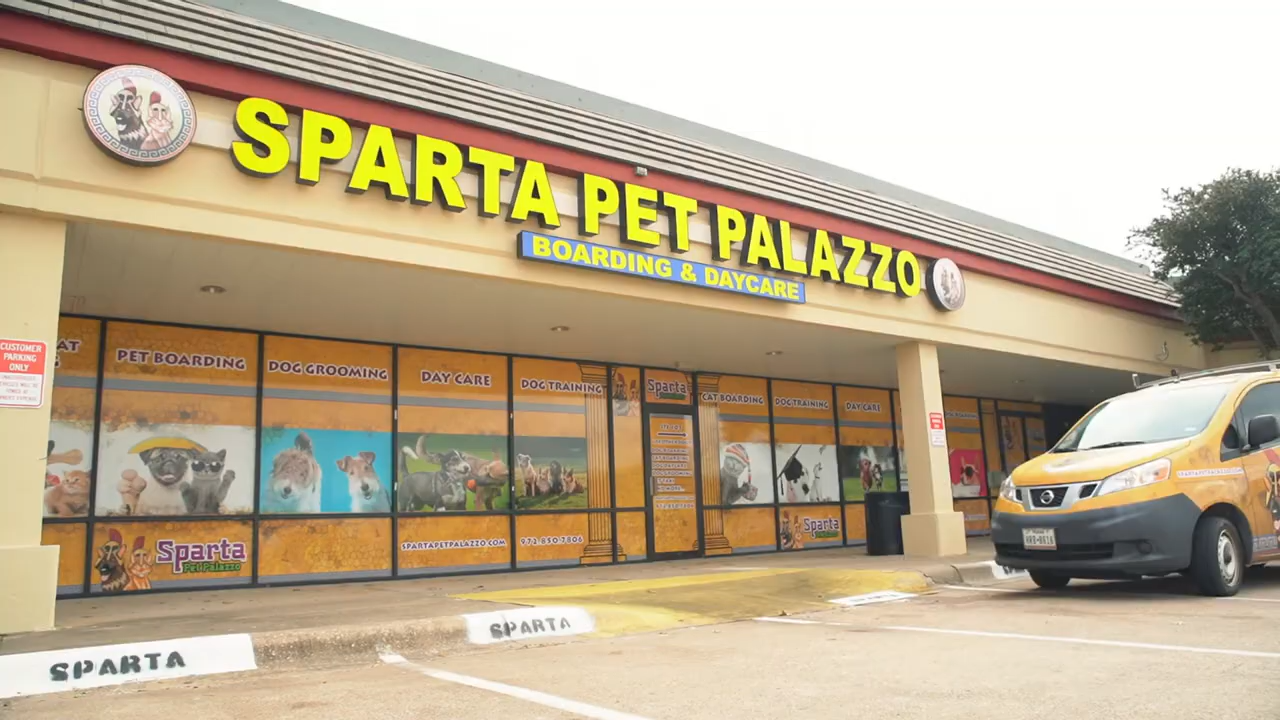 SPARTA PET PALAZZO
BOARDING & DAYCARE
CUSTOMER
PARKING
ONLY
AT
PET BOARDING
DOG GROOMING
DAY CARE
DOG TRAINING
Sparta
CAT BOARDING
DOG TRAINING
DAY CARE
Sparta
Pet Palazzo
SPARTAPETPALAZZO.COM
972.850.7806
Sparta
SPARTA
SPARTA